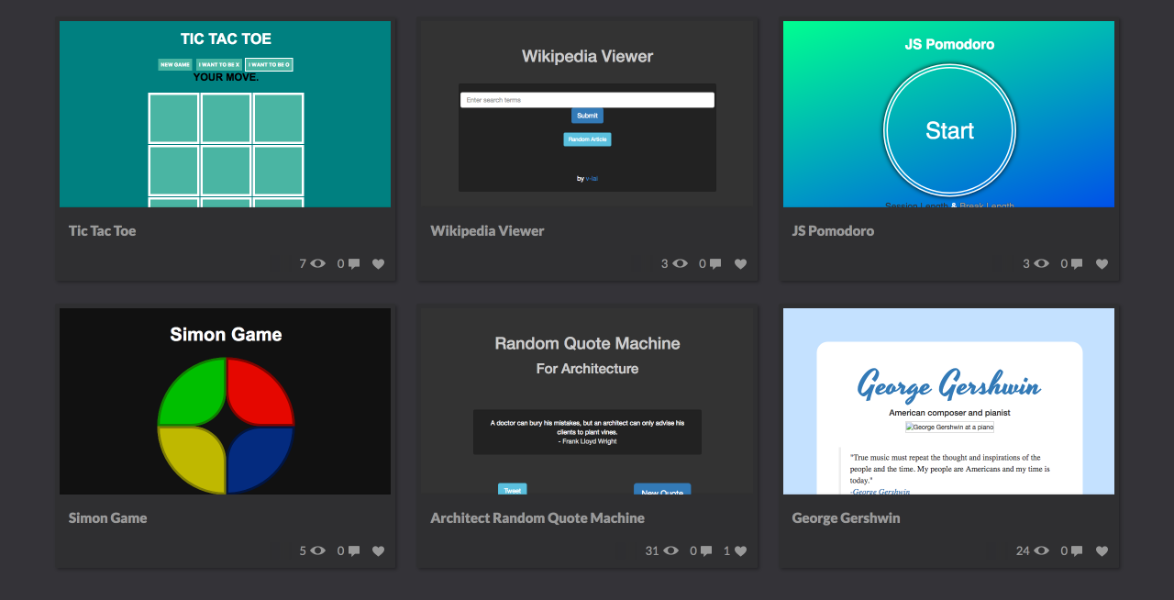 TIC TAC TOE
NEW GAME I WANT TO BE X I WANT TO BE O
YOUR MOVE.
Tic Tac Toe
7 0
Wikipedia Viewer
Enter search terms
Submit
Random Article
by v-lai
Wikipedia Viewer
3 0
JS Pomodoro
Start
Session Length & Break Length
JS Pomodoro
3 0
Simon Game
Simon Game
5 0
Random Quote Machine
For Architecture
A doctor can bury his mistakes, but an architect can only advise his
clients to plant vines.
- Frank Lloyd Wright
Tweet New Quote
Architect Random Quote Machine
31 0 1
George Gershwin
American composer and pianist
George Gershwin at a piano
"True music must repeat the thought and inspirations of the
people and the time. My people are Americans and my time is
today."
-George Gershwin
George Gershwin
24 0